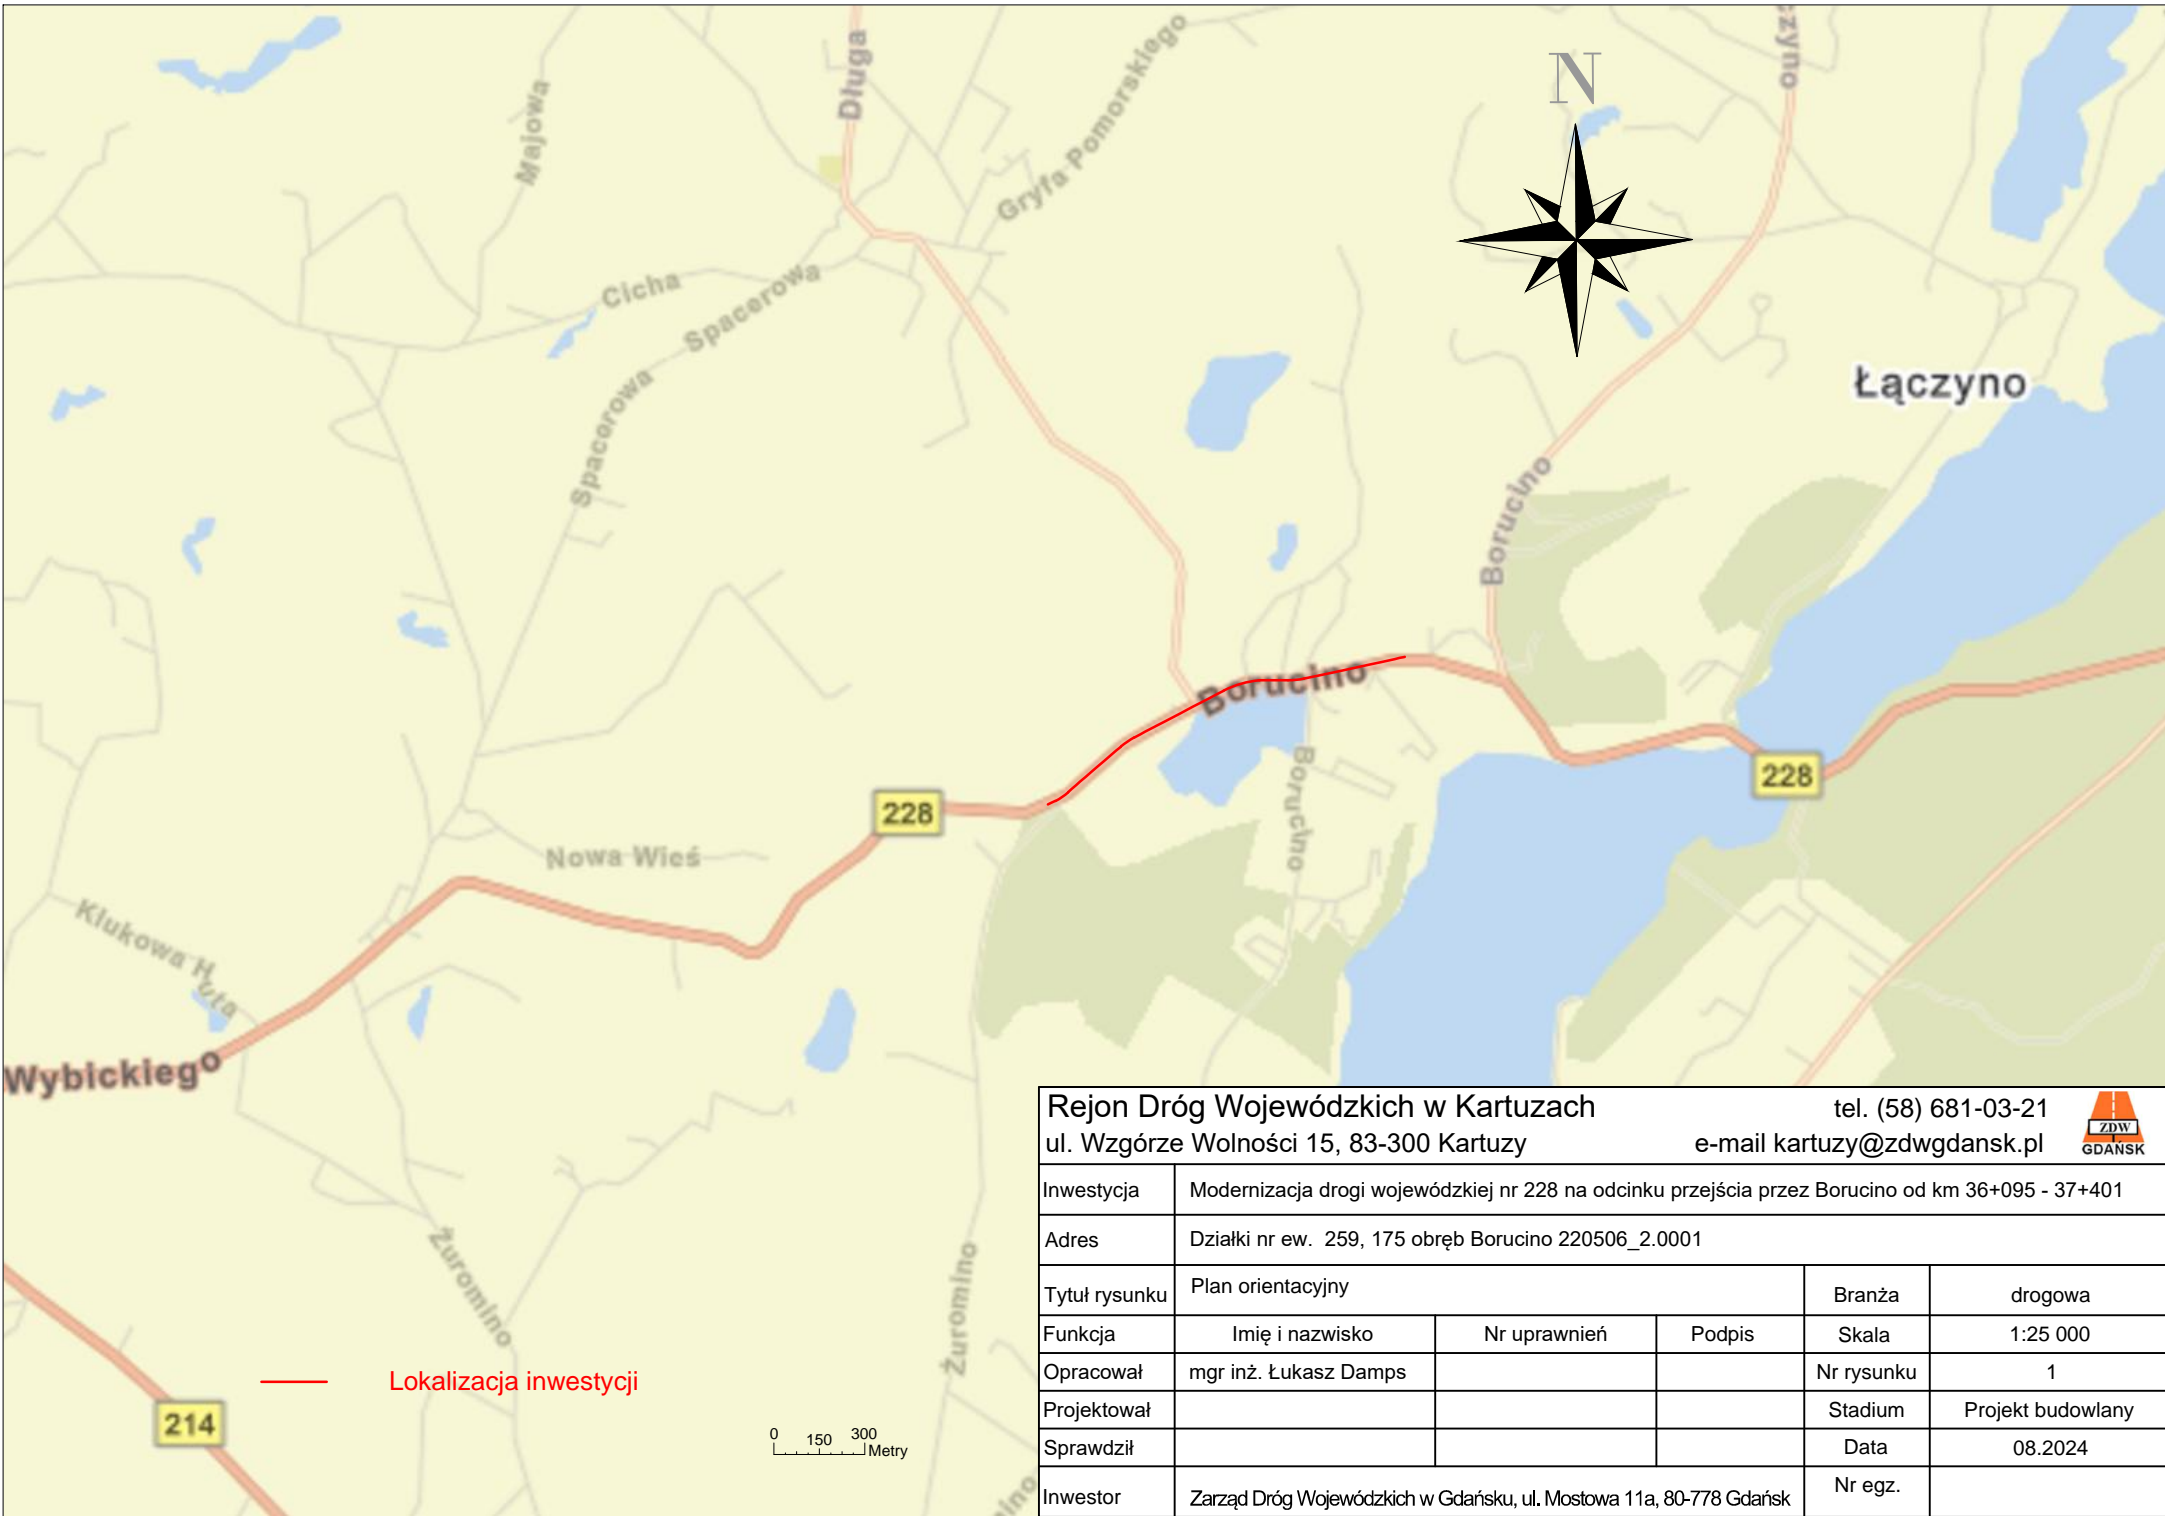 Długa
Gryfa Pomorskiego
czyno
N
Majowa
Cicha
Spacerowa
Spacerowa
Łączyno
Borucino
Borucino
228
228
Borucino
Nowa Wieś
Klukowa Huta
Wybickiego
Żuromino
Żuromino
mino
214
Lokalizacja inwestycji
0 150 300
Metry
Rejon Dróg Wojewódzkich w Kartuzach tel. (58) 681-03-21
ul. Wzgórze Wolności 15, 83-300 Kartuzy e-mail kartuzy@zdwgdansk.pl
ZDW
GDAŃSK
Inwestycja Modernizacja drogi wojewódzkiej nr 228 na odcinku przejścia przez Borucino od km 36+095 - 37+401
Adres Działki nr ew. 259, 175 obręb Borucino 220506_2.0001
Tytuł rysunku Plan orientacyjny Branża drogowa
Funkcja Imię i nazwisko Nr uprawnień Podpis Skala 1:25 000
Opracował mgr inż. Łukasz Damps Nr rysunku 1
Projektował Stadium Projekt budowlany
Sprawdził Data 08.2024
Inwestor Zarząd Dróg Wojewódzkich w Gdańsku, ul. Mostowa 11a, 80-778 Gdańsk Nr egz.